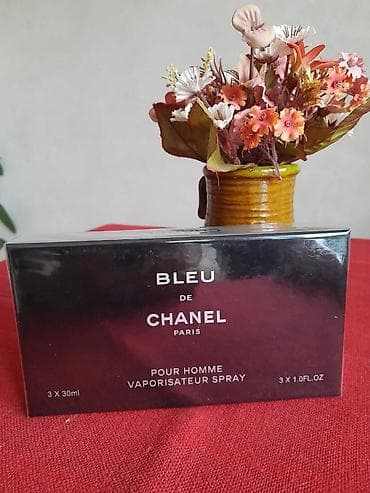 BLEU
DE
CHANEL
PARIS
POUR HOMME
VAPORISATEUR SPRAY
3 X 30ml
3 X 1.0FL.OZ